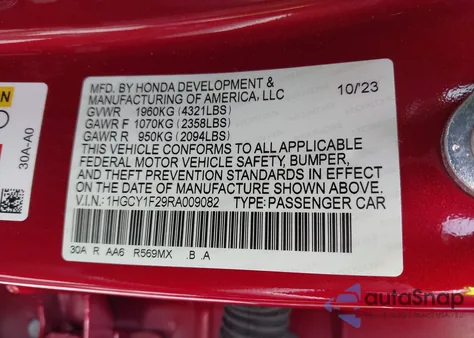 MFD. BY HONDA DEVELOPMENT &
MANUFACTURING OF AMERICA, LLC 10/23
GVWR 1960KG (4321LBS)
GAWR F 1070KG (2358LBS)
GAWR R 950KG (2094LBS)
THIS VEHICLE CONFORMS TO ALL APPLICABLE
FEDERAL MOTOR VEHICLE SAFETY, BUMPER,
AND THEFT PREVENTION STANDARDS IN EFFECT
ON THE DATE OF MANUFACTURE SHOWN ABOVE.
V.I.N.: 1HGCY1F29RA009082 TYPE: PASSENGER CAR
30A R AA6 R569MX .B .A
30A-A0
autoSnap